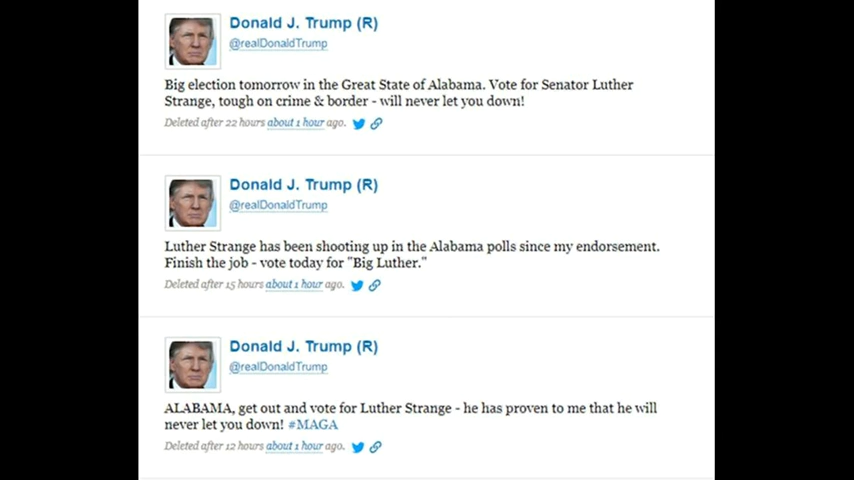 Donald J. Trump (R)
@realDonaldTrump
Big election tomorrow in the Great State of Alabama. Vote for Senator Luther
Strange, tough on crime & border - will never let you down!
Deleted after 22 hours about 1 hour ago.
Donald J. Trump (R)
@realDonaldTrump
Luther Strange has been shooting up in the Alabama polls since my endorsement.
Finish the job - vote today for "Big Luther."
Deleted after 15 hours about 1 hour ago.
Donald J. Trump (R)
@realDonaldTrump
ALABAMA, get out and vote for Luther Strange - he has proven to me that he will
never let you down! #MAGA
Deleted after 12 hours about 1 hour ago.